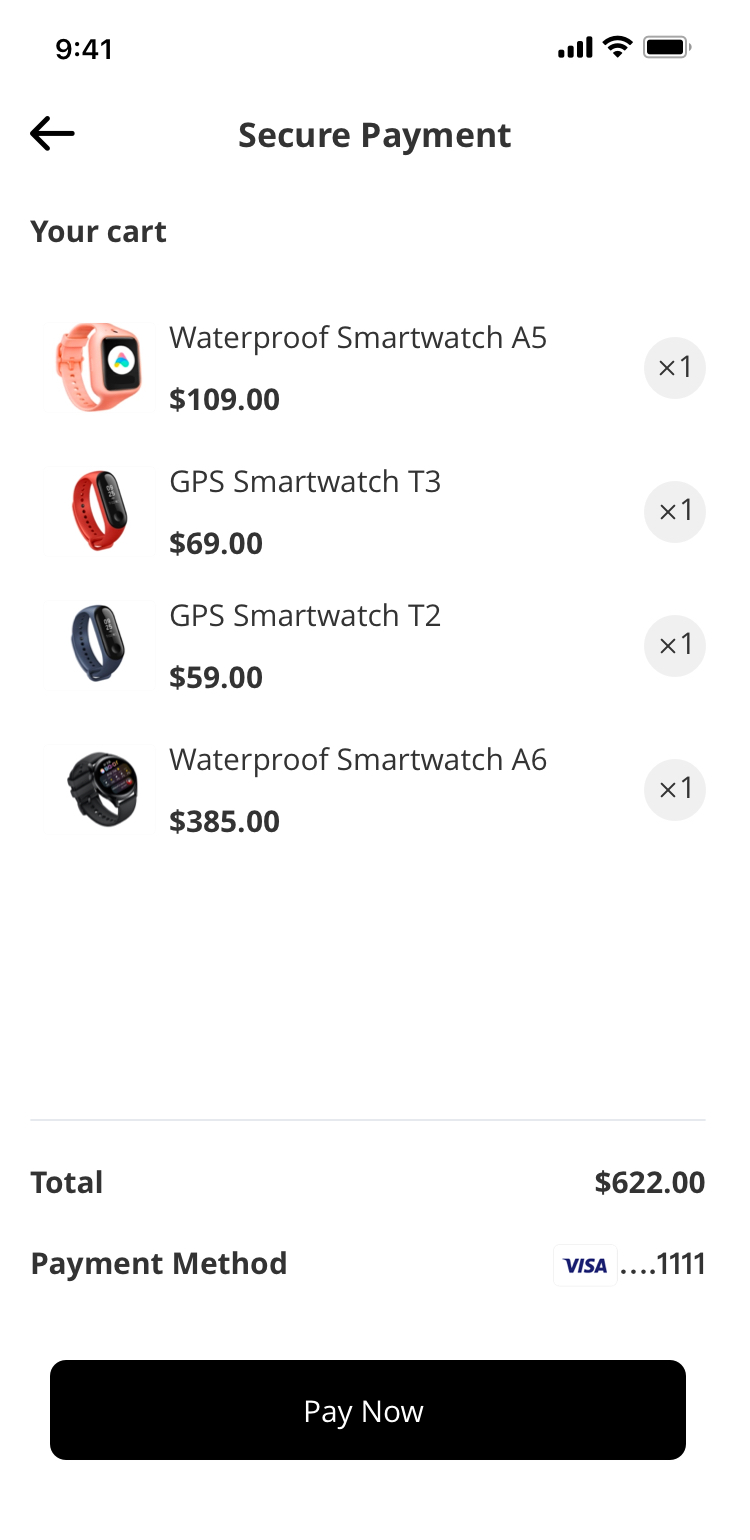 9:41
Secure Payment
Your cart
Waterproof Smartwatch A5
$109.00
×1
GPS Smartwatch T3
$69.00
×1
GPS Smartwatch T2
$59.00
×1
Waterproof Smartwatch A6
$385.00
×1
Total $622.00
Payment Method VISA ....1111
Pay Now